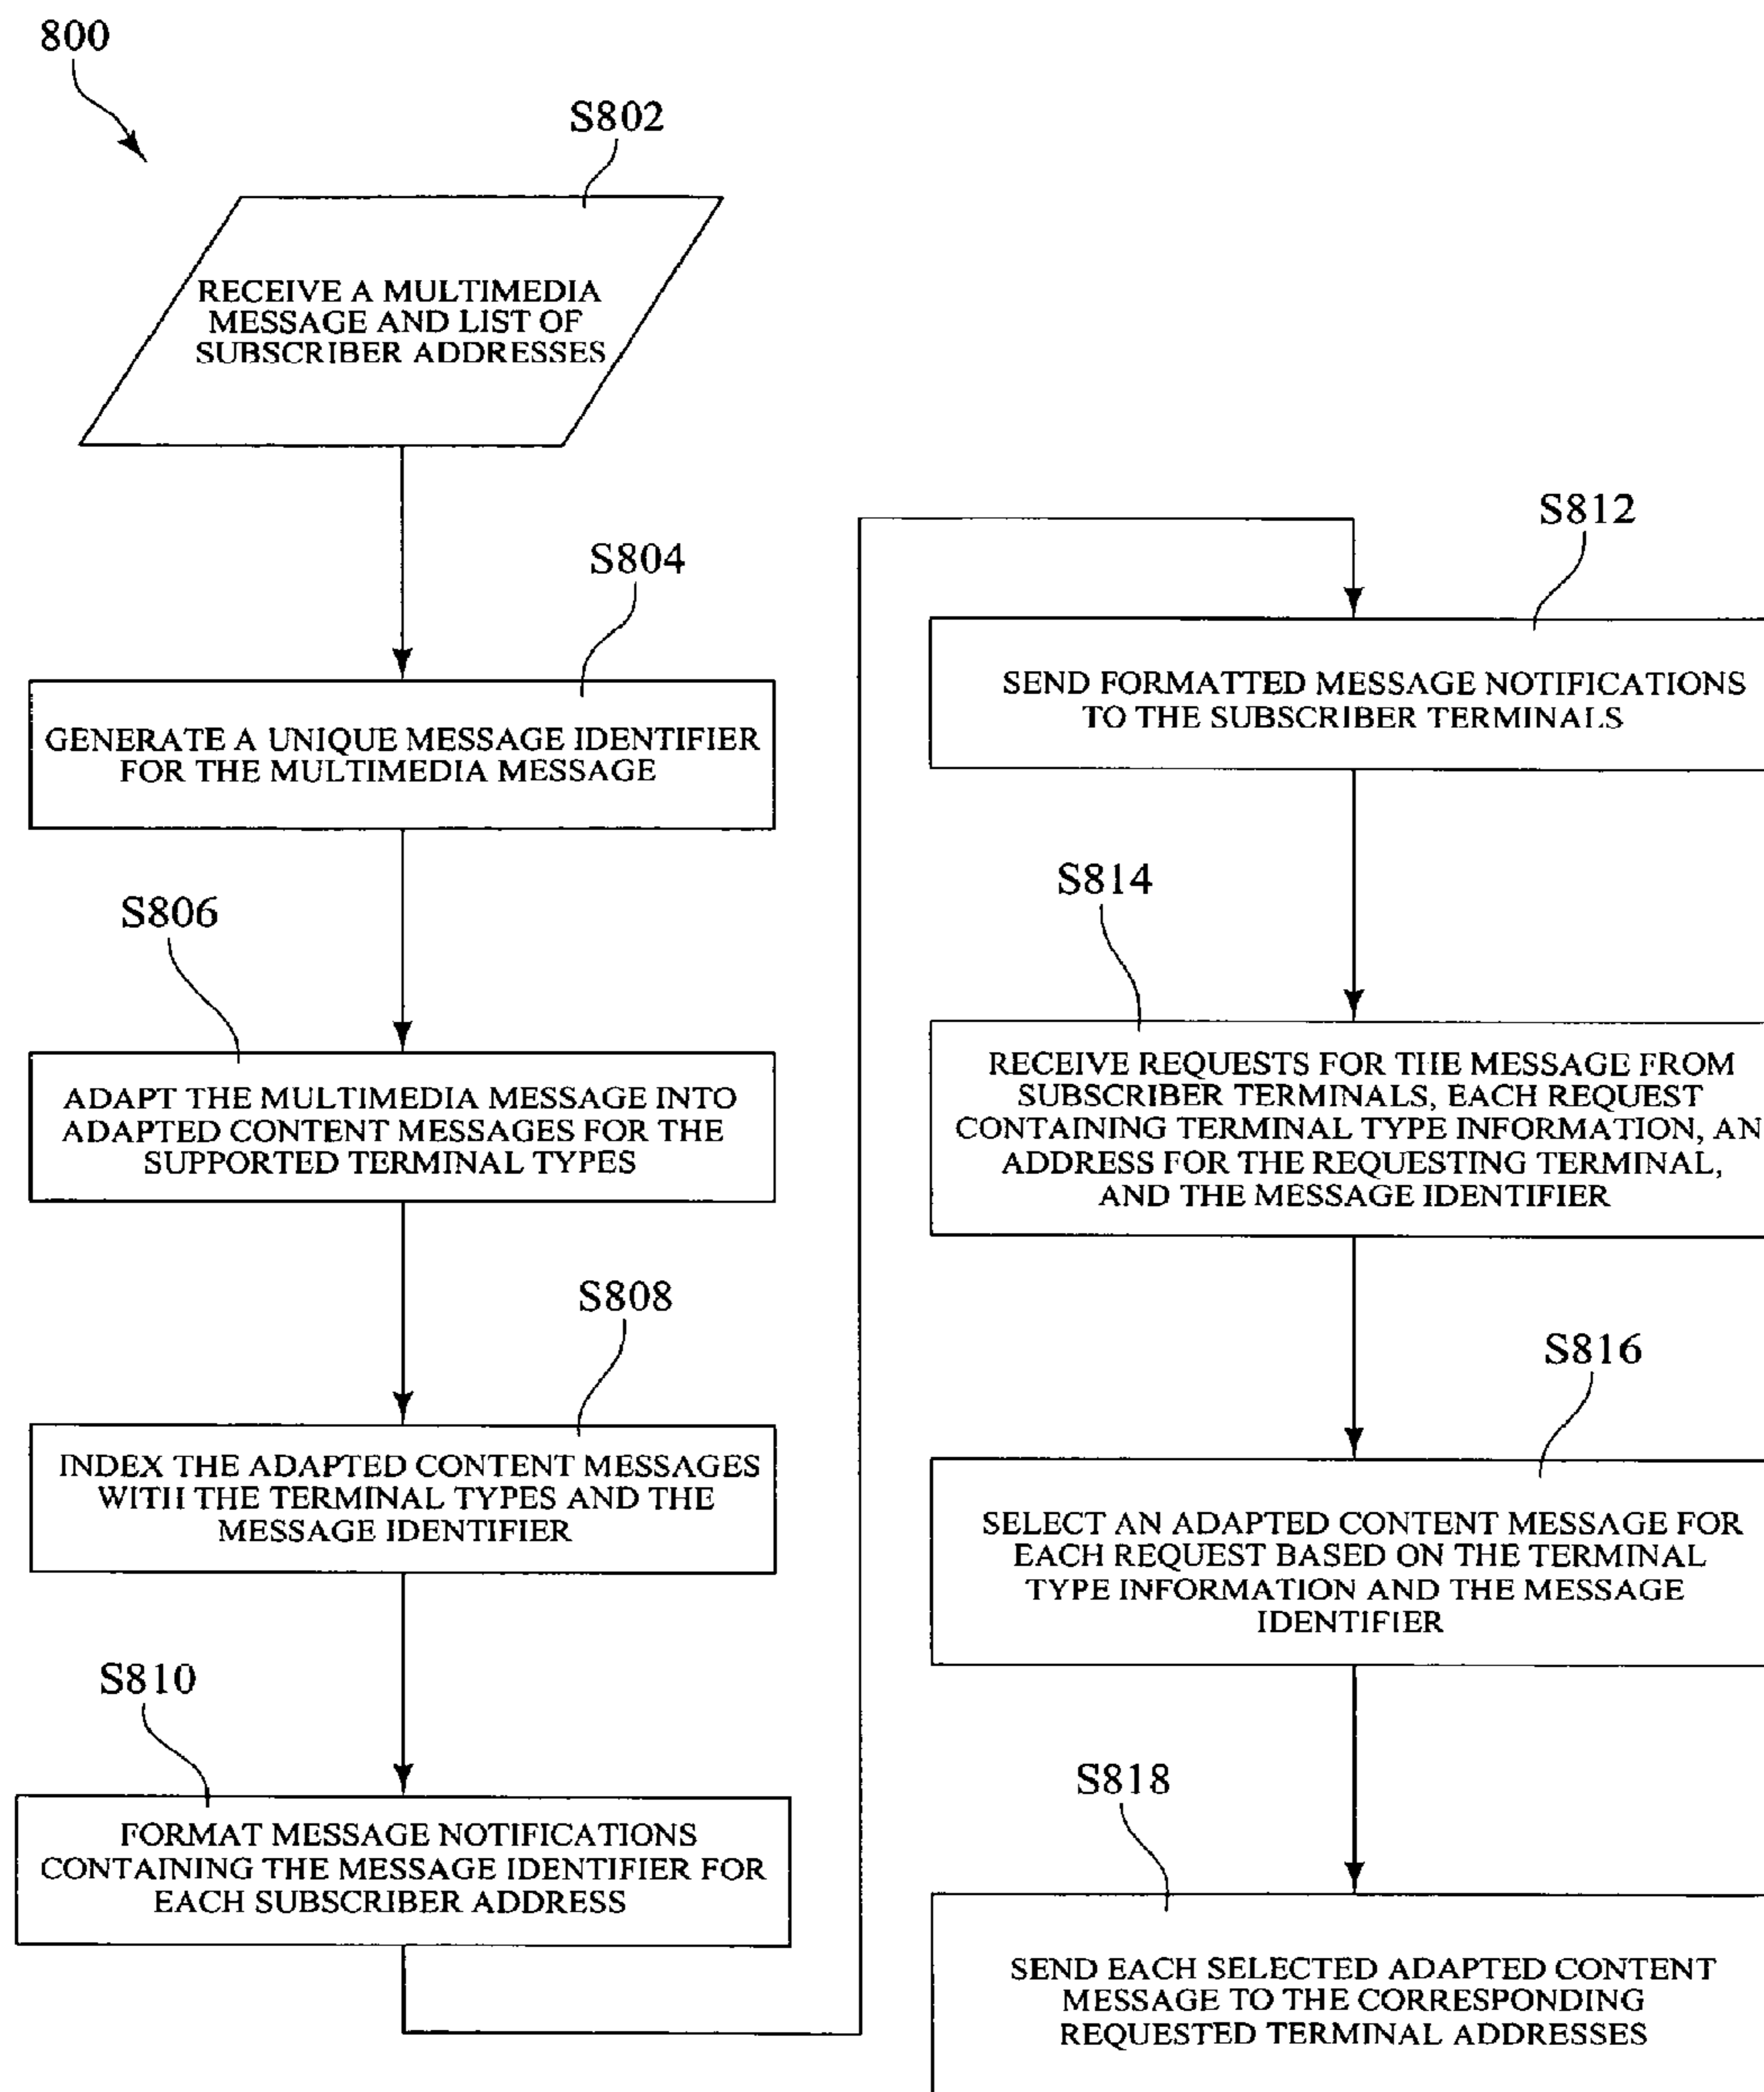 800
S802
RECEIVE A MULTIMEDIA
MESSAGE AND LIST OF
SUBSCRIBER ADDRESSES
S804
GENERATE A UNIQUE MESSAGE IDENTIFIER
FOR THE MULTIMEDIA MESSAGE
S806
ADAPT THE MULTIMEDIA MESSAGE INTO
ADAPTED CONTENT MESSAGES FOR THE
SUPPORTED TERMINAL TYPES
S808
INDEX THE ADAPTED CONTENT MESSAGES
WITH THE TERMINAL TYPES AND THE
MESSAGE IDENTIFIER
S810
FORMAT MESSAGE NOTIFICATIONS
CONTAINING THE MESSAGE IDENTIFIER FOR
EACH SUBSCRIBER ADDRESS
S812
SEND FORMATTED MESSAGE NOTIFICATIONS
TO THE SUBSCRIBER TERMINALS
S814
RECEIVE REQUESTS FOR THE MESSAGE FROM
SUBSCRIBER TERMINALS, EACH REQUEST
CONTAINING TERMINAL TYPE INFORMATION, AN
ADDRESS FOR THE REQUESTING TERMINAL,
AND THE MESSAGE IDENTIFIER
S816
SELECT AN ADAPTED CONTENT MESSAGE FOR
EACH REQUEST BASED ON THE TERMINAL
TYPE INFORMATION AND THE MESSAGE
IDENTIFIER
S818
SEND EACH SELECTED ADAPTED CONTENT
MESSAGE TO THE CORRESPONDING
REQUESTED TERMINAL ADDRESSES